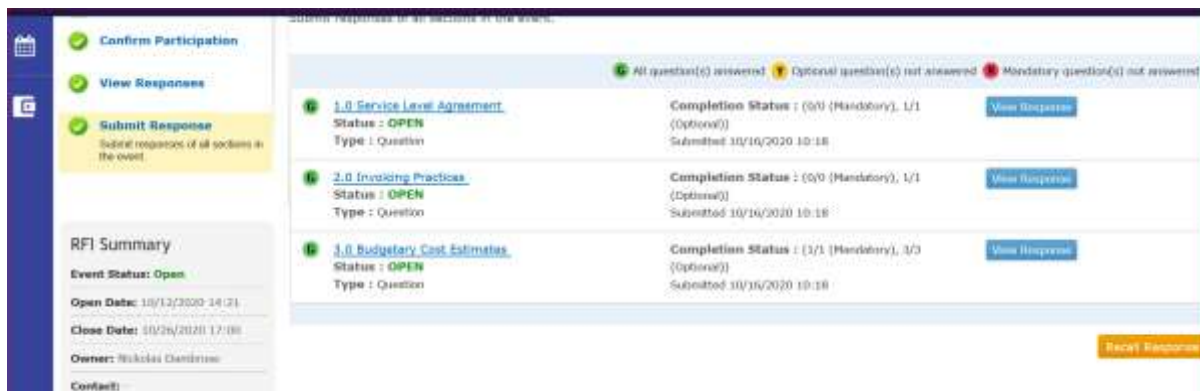 Submit responses of all sections in the event.
Confirm Participation
View Responses
Submit Response
Submit responses of all sections in
the event.
RFI Summary
Event Status: Open
Open Date: 10/12/2020 14:21
Close Date: 10/26/2020 17:00
Owner: Nickolas
Contact:
G All question(s) answered Y Optional question(s) not answered R Mandatory question(s) not answered
G 1.0 Service Level Agreement
Status : OPEN
Type : Question
Completion Status : (0/0 (Mandatory), 1/1
(Optional))
Submitted 10/16/2020 10:18
View Response
G 2.0 Invoicing Practices
Status : OPEN
Type : Question
Completion Status : (0/0 (Mandatory), 1/1
(Optional))
Submitted 10/16/2020 10:18
View Response
G 3.0 Budgetary Cost Estimates
Status : OPEN
Type : Question
Completion Status : (1/1 (Mandatory), 3/3
(Optional))
Submitted 10/16/2020 10:18
View Response
Recall Response